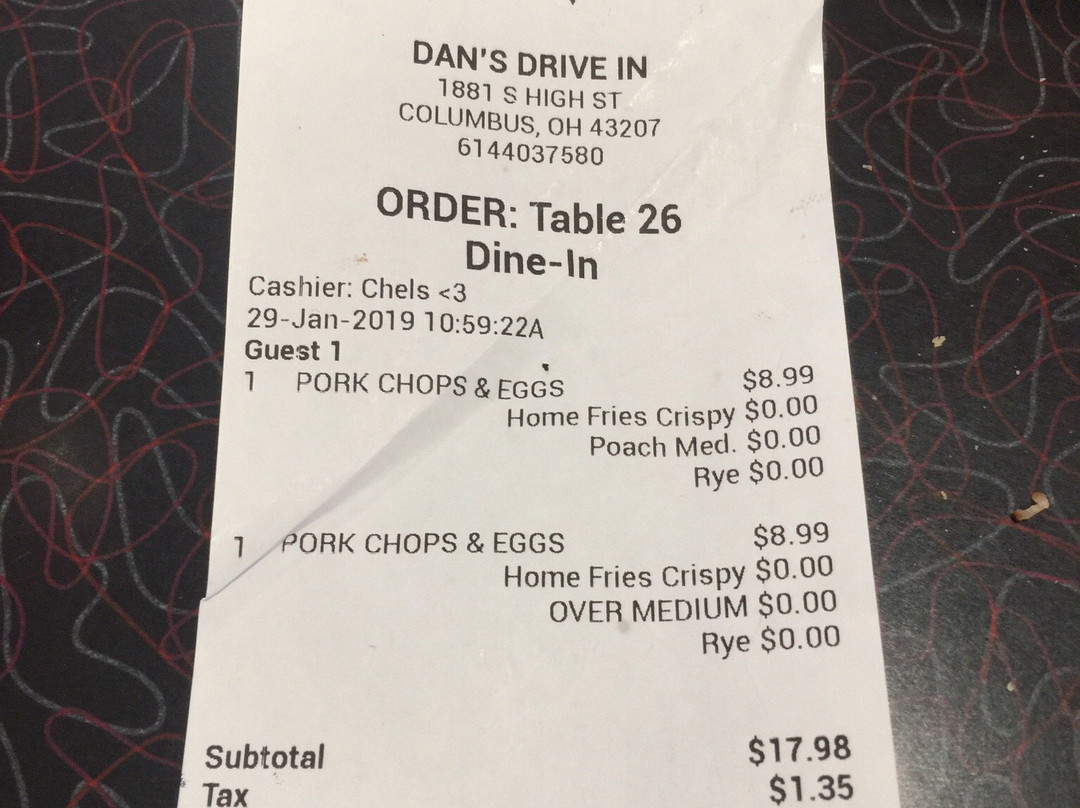 DAN'S DRIVE IN
1881 S HIGH ST
COLUMBUS, OH 43207
6144037580
ORDER: Table 26
Dine-In
Cashier: Chels <3
29-Jan-2019 10:59:22A
Guest 1
1 PORK CHOPS & EGGS $8.99
Home Fries Crispy $0.00
Poach Med. $0.00
Rye $0.00
1 PORK CHOPS & EGGS $8.99
Home Fries Crispy $0.00
OVER MEDIUM $0.00
Rye $0.00
Subtotal $17.98
Tax $1.35